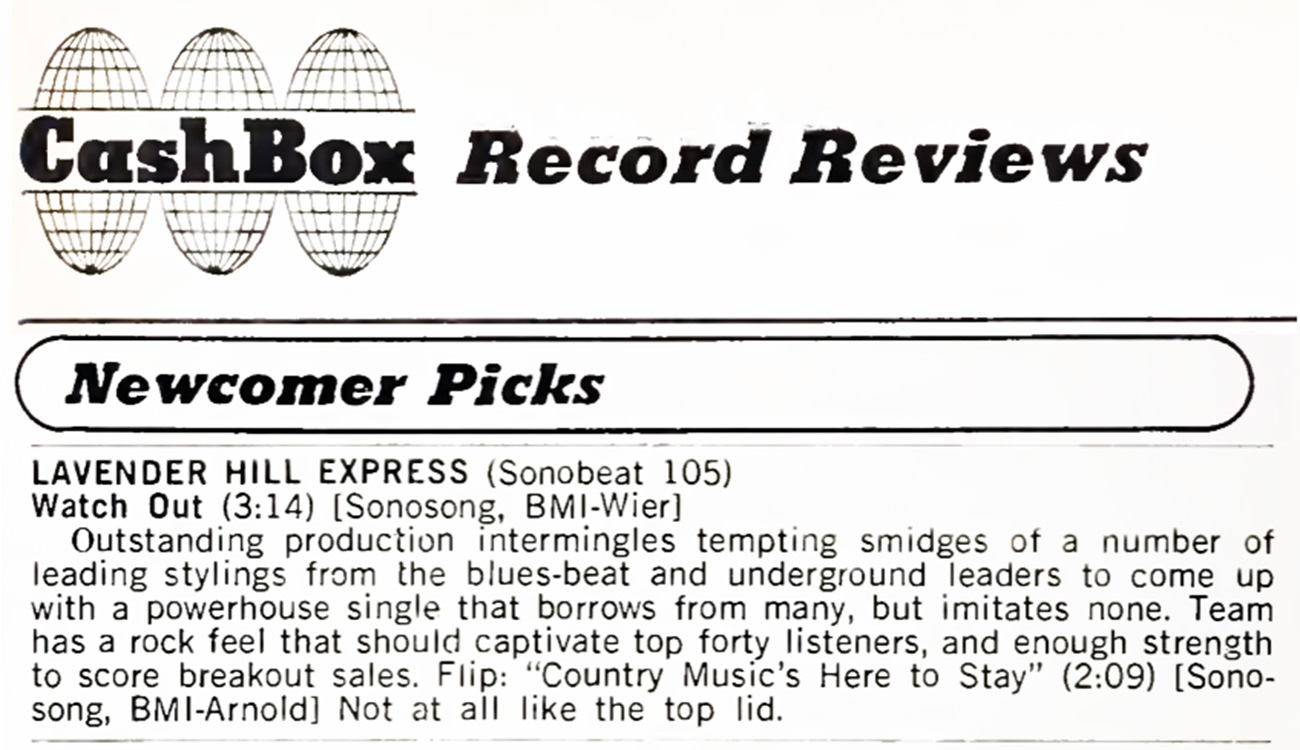 CashBox Record Reviews
Newcomer Picks
LAVENDER HILL EXPRESS (Sonobeat 105)
Watch Out (3:14) [Sonosong, BMI-Wier]
Outstanding production intermingles tempting smidges of a number of
leading stylings from the blues-beat and underground leaders to come up
with a powerhouse single that borrows from many, but imitates none. Team
has a rock feel that should captivate top forty listeners, and enough strength
to score breakout sales. Flip: “Country Music’s Here to Stay” (2:09) [Sono-
song, BMI-Arnold] Not at all like the top lid.